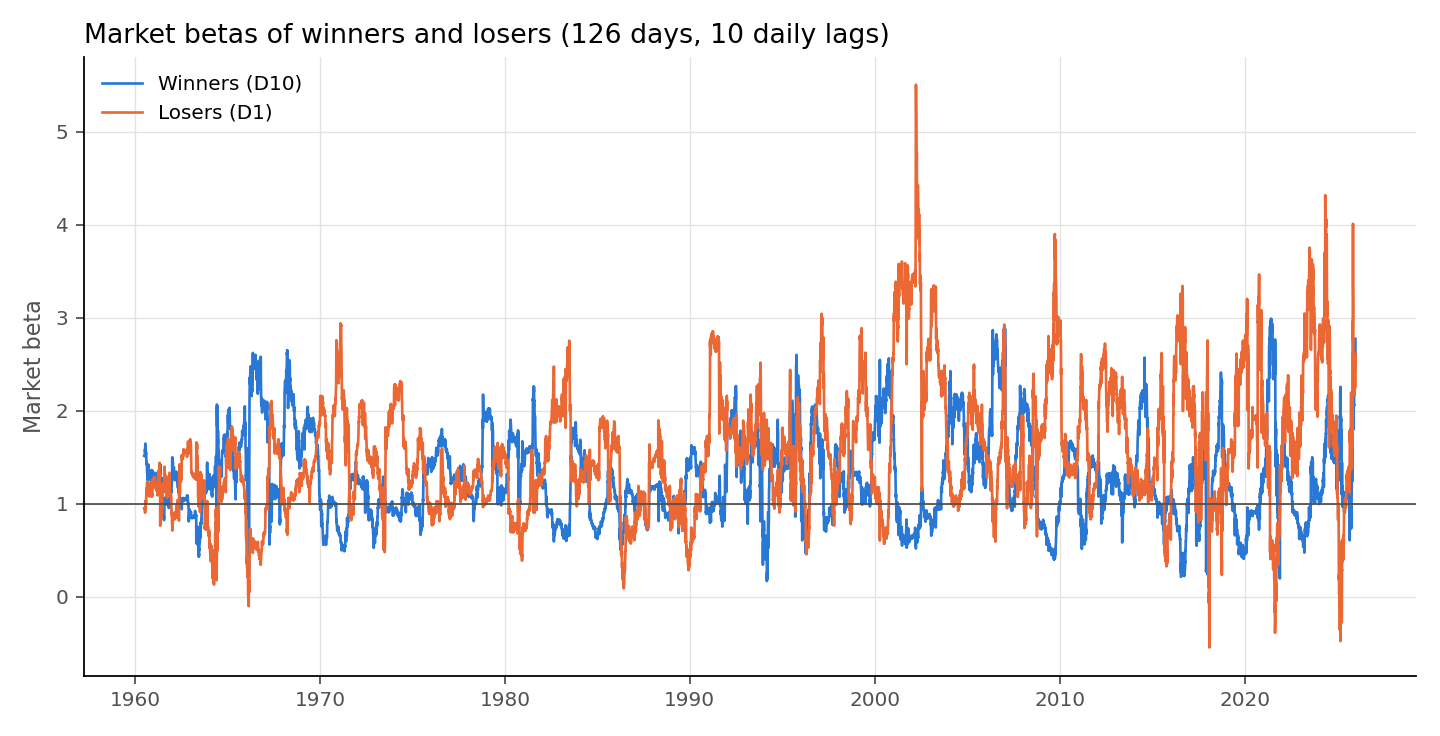 Market betas of winners and losers (126 days, 10 daily lags)
Winners (D10)
Losers (D1)
Market beta
5
4
3
2
1
0
1960 1970 1980 1990 2000 2010 2020